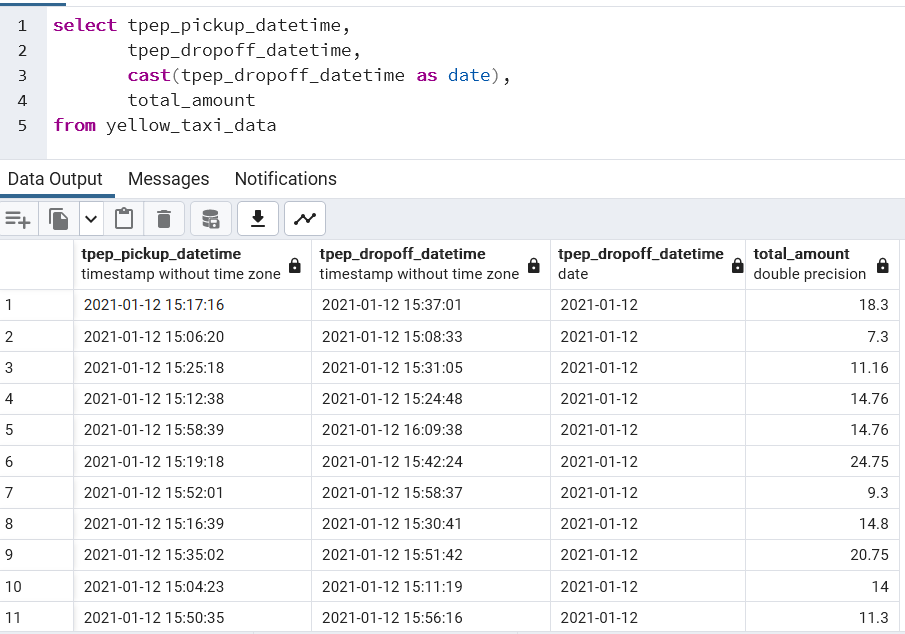 1 select tpep_pickup_datetime,
2 tpep_dropoff_datetime,
3 cast(tpep_dropoff_datetime as date),
4 total_amount
5 from yellow_taxi_data
Data Output Messages Notifications
tpep_pickup_datetime tpep_dropoff_datetime tpep_dropoff_datetime total_amount
timestamp without time zone timestamp without time zone date double precision
1 2021-01-12 15:17:16 2021-01-12 15:37:01 2021-01-12 18.3
2 2021-01-12 15:06:20 2021-01-12 15:08:33 2021-01-12 7.3
3 2021-01-12 15:25:18 2021-01-12 15:31:05 2021-01-12 11.16
4 2021-01-12 15:12:38 2021-01-12 15:24:48 2021-01-12 14.76
5 2021-01-12 15:58:39 2021-01-12 16:09:38 2021-01-12 14.76
6 2021-01-12 15:19:18 2021-01-12 15:42:24 2021-01-12 24.75
7 2021-01-12 15:52:01 2021-01-12 15:58:37 2021-01-12 9.3
8 2021-01-12 15:16:39 2021-01-12 15:30:41 2021-01-12 14.8
9 2021-01-12 15:35:02 2021-01-12 15:51:42 2021-01-12 20.75
10 2021-01-12 15:04:23 2021-01-12 15:11:19 2021-01-12 14
11 2021-01-12 15:50:35 2021-01-12 15:56:16 2021-01-12 11.3